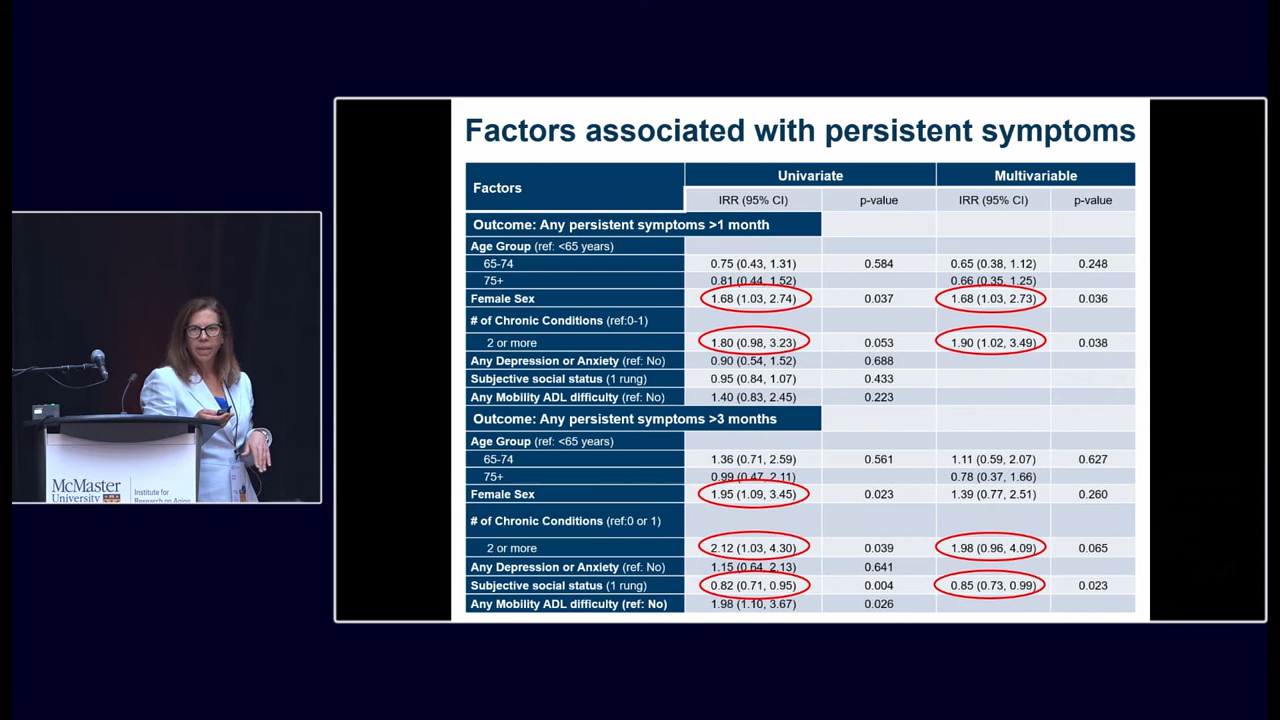 Factors associated with persistent symptoms
Factors Univariate Multivariable
IRR (95% CI) p-value IRR (95% CI) p-value
Outcome: Any persistent symptoms >1 month
Age Group (ref: <65 years)
65-74 0.75 (0.43, 1.31) 0.584 0.65 (0.38, 1.12) 0.248
75+ 0.81 (0.44, 1.52) 0.66 (0.35, 1.25)
Female Sex 1.68 (1.03, 2.74) 0.037 1.68 (1.03, 2.73) 0.036
# of Chronic Conditions (ref:0-1)
2 or more 1.80 (0.98, 3.23) 0.053 1.90 (1.02, 3.49) 0.038
Any Depression or Anxiety (ref: No) 0.90 (0.54, 1.52) 0.688
Subjective social status (1 rung) 0.95 (0.84, 1.07) 0.433
Any Mobility ADL difficulty (ref: No) 1.40 (0.83, 2.45) 0.223
Outcome: Any persistent symptoms >3 months
Age Group (ref: <65 years)
65-74 1.36 (0.71, 2.59) 0.561 1.11 (0.59, 2.07) 0.627
75+ 0.99 (0.47, 2.11) 0.78 (0.37, 1.66)
Female Sex 1.95 (1.09, 3.45) 0.023 1.39 (0.77, 2.51) 0.260
# of Chronic Conditions (ref:0 or 1)
2 or more 2.12 (1.03, 4.30) 0.039 1.98 (0.96, 4.09) 0.065
Any Depression or Anxiety (ref: No) 1.15 (0.64, 2.13) 0.641
Subjective social status (1 rung) 0.82 (0.71, 0.95) 0.004 0.85 (0.73, 0.99) 0.023
Any Mobility ADL difficulty (ref: No) 1.98 (1.10, 3.67) 0.026
McMaster
University
Institute for
Research on Aging